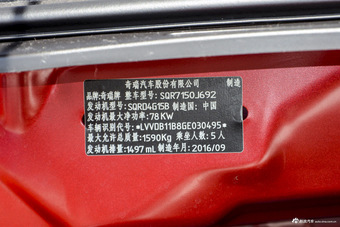 奇瑞汽车股份有限公司 制造
品牌:奇瑞牌 整车型号:SQR7150J692
发动机型号:SQRD4G15B 制造国:中国
发动机最大净功率:78 KW
车辆识别代号:★LVVDB11B8GE030495★
最大允许总质量:1590Kg 乘坐人数:5人
发动机排量:1497 mL 制造年月:2016/09